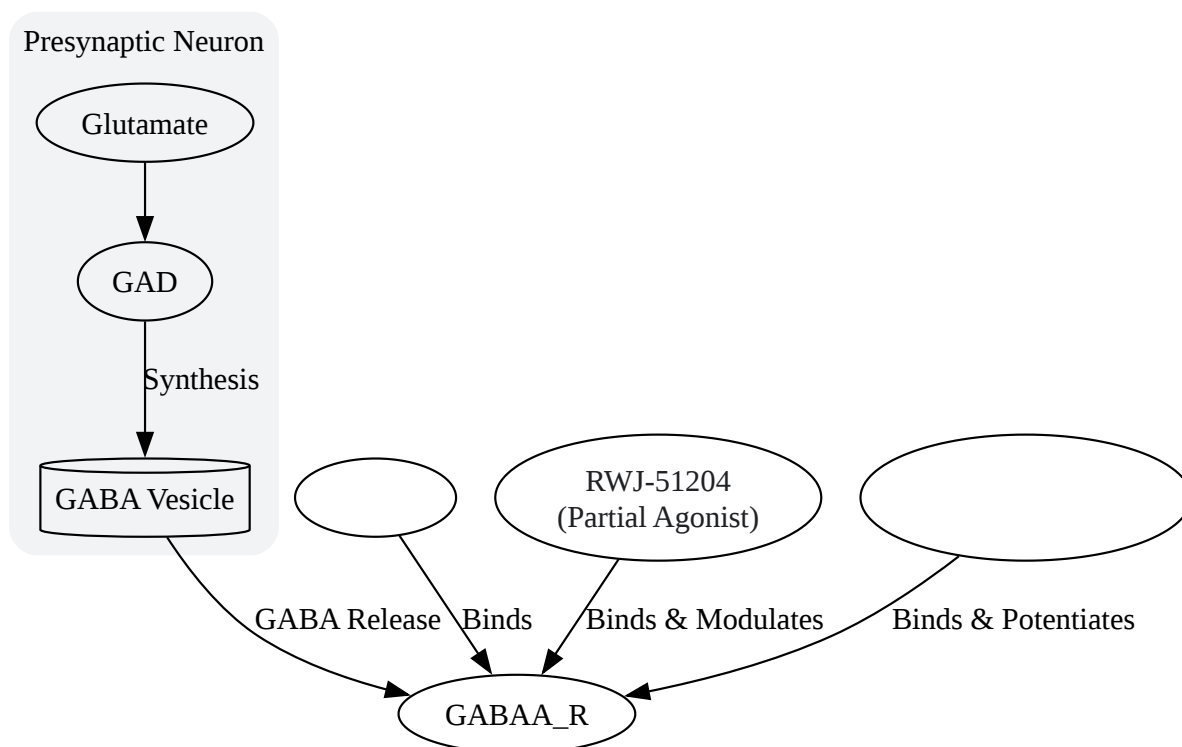 Presynaptic Neuron
Glutamate
GAD
Synthesis
GABA Vesicle
RWJ-51204
(Partial Agonist)
GABA Release
Binds
Binds & Modulates
Binds & Potentiates
GABAA_R